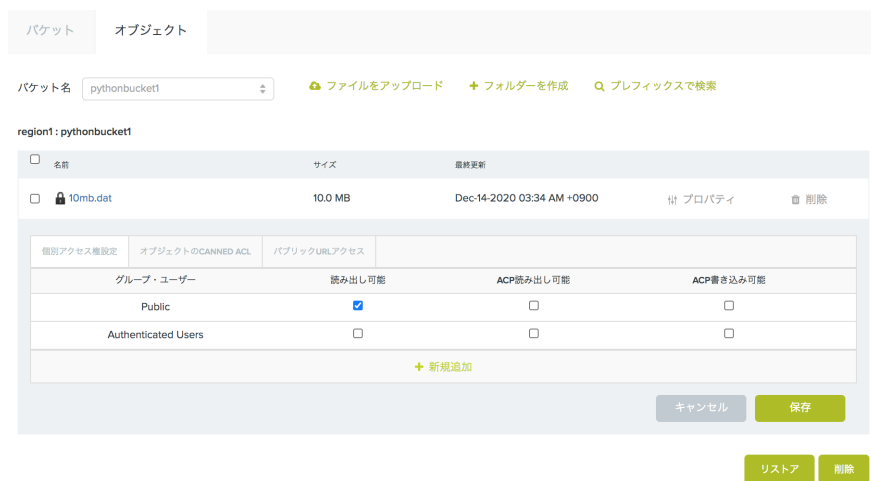 バケット オブジェクト
バケット名 pythonbucket1 ファイルをアップロード フォルダーを作成 プレフィックスで検索
region1 : pythonbucket1
名前 サイズ 最終更新
10mb.dat 10.0 MB Dec-14-2020 03:34 AM +0900 プロパティ 削除
個別アクセス権設定 オブジェクトのCANNED ACL パブリックURLアクセス
グループ・ユーザー 読み出し可能 ACP読み出し可能 ACP書き込み可能
Public
Authenticated Users
新規追加
キャンセル 保存
リストア 削除